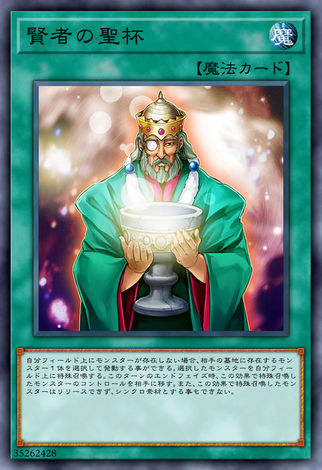 賢者の聖杯
魔
【魔法カード】
自分フィールド上にモンスターが存在しない場合、相手の墓地に存在するモン
スター１体を選択して発動する事ができる。選択したモンスターを自分フィール
ド上に特殊召喚する。このターンのエンドフェイズ時、この効果で特殊召喚し
たモンスターのコントロールを相手に移す。また、この効果で特殊召喚したモンス
ターはリリースできず、シンクロ素材とする事もできない。
35262428